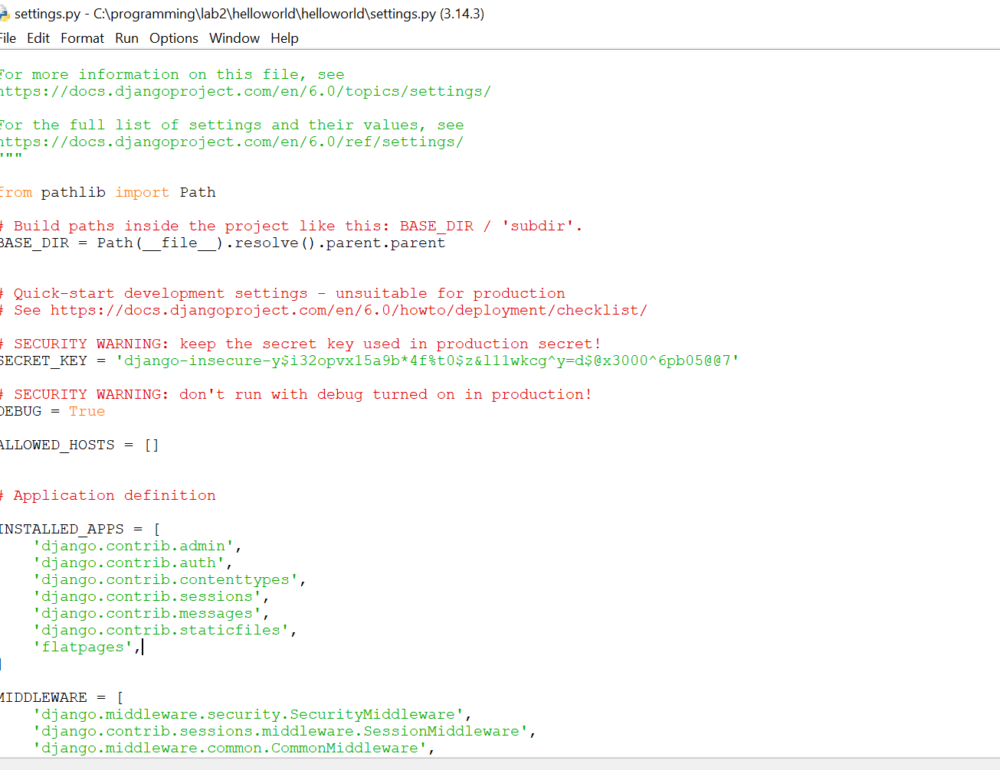 settings.py - C:\programming\lab2\helloworld\helloworld\settings.py (3.14.3)
File Edit Format Run Options Window Help
For more information on this file, see
https://docs.djangoproject.com/en/6.0/topics/settings/
For the full list of settings and their values, see
https://docs.djangoproject.com/en/6.0/ref/settings/
"""
from pathlib import Path
# Build paths inside the project like this: BASE_DIR / 'subdir'.
BASE_DIR = Path(__file__).resolve().parent.parent
# Quick-start development settings - unsuitable for production
# See https://docs.djangoproject.com/en/6.0/howto/deployment/checklist/
# SECURITY WARNING: keep the secret key used in production secret!
SECRET_KEY = 'django-insecure-y$i32opvx15a9b*4f%t0$z&l11wkcg^y=d$@x3000^6pb05@@7'
# SECURITY WARNING: don't run with debug turned on in production!
DEBUG = True
ALLOWED_HOSTS = []
# Application definition
INSTALLED_APPS = [
    'django.contrib.admin',
    'django.contrib.auth',
    'django.contrib.contenttypes',
    'django.contrib.sessions',
    'django.contrib.messages',
    'django.contrib.staticfiles',
    'flatpages',
]
MIDDLEWARE = [
    'django.middleware.security.SecurityMiddleware',
    'django.contrib.sessions.middleware.SessionMiddleware',
    'django.middleware.common.CommonMiddleware',